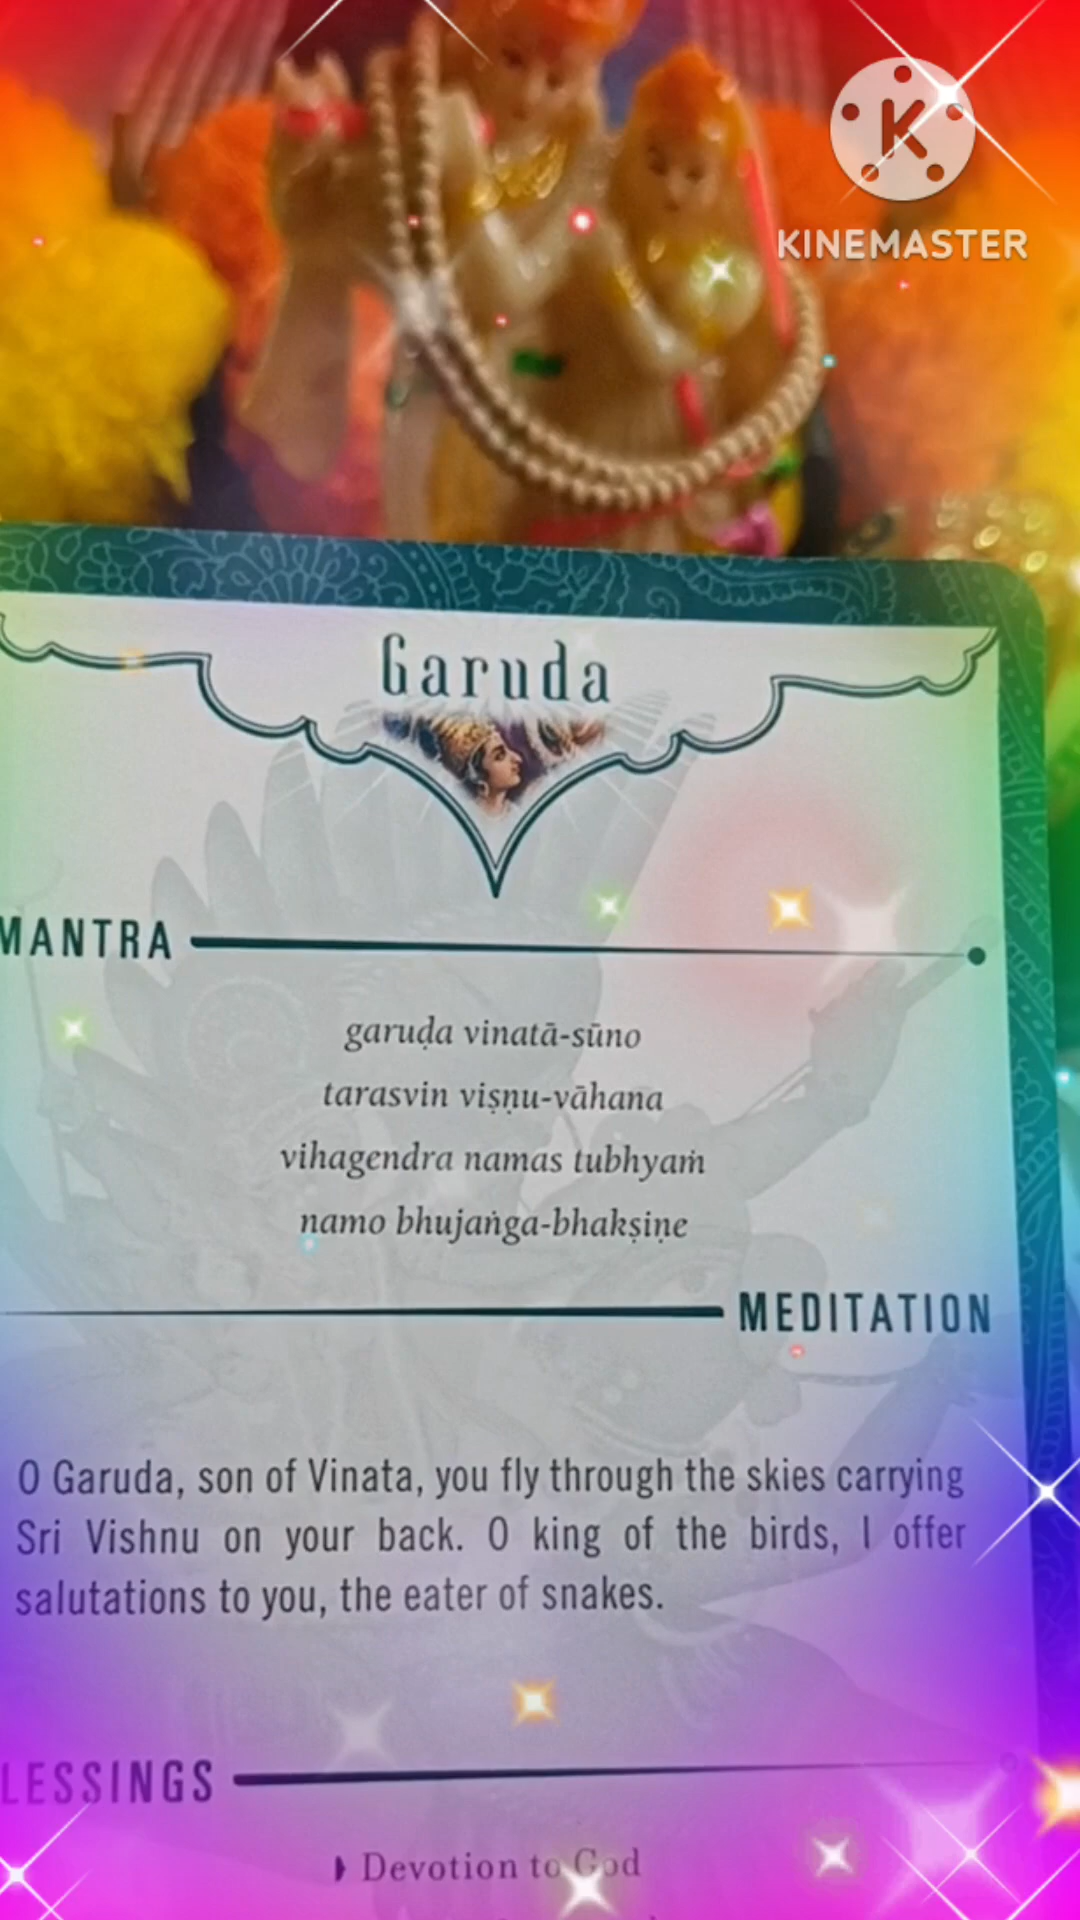 KINEMASTER
Garuda
MANTRA
garuḍa vinatā-sūno
tarasvin viṣṇu-vāhana
vihagendra namas tubhyaṁ
namo bhujaṅga-bhakṣiṇe
MEDITATION
O Garuda, son of Vinata, you fly through the skies carrying
Sri Vishnu on your back. O king of the birds, I offer
salutations to you, the eater of snakes.
LESSINGS
Devotion to God